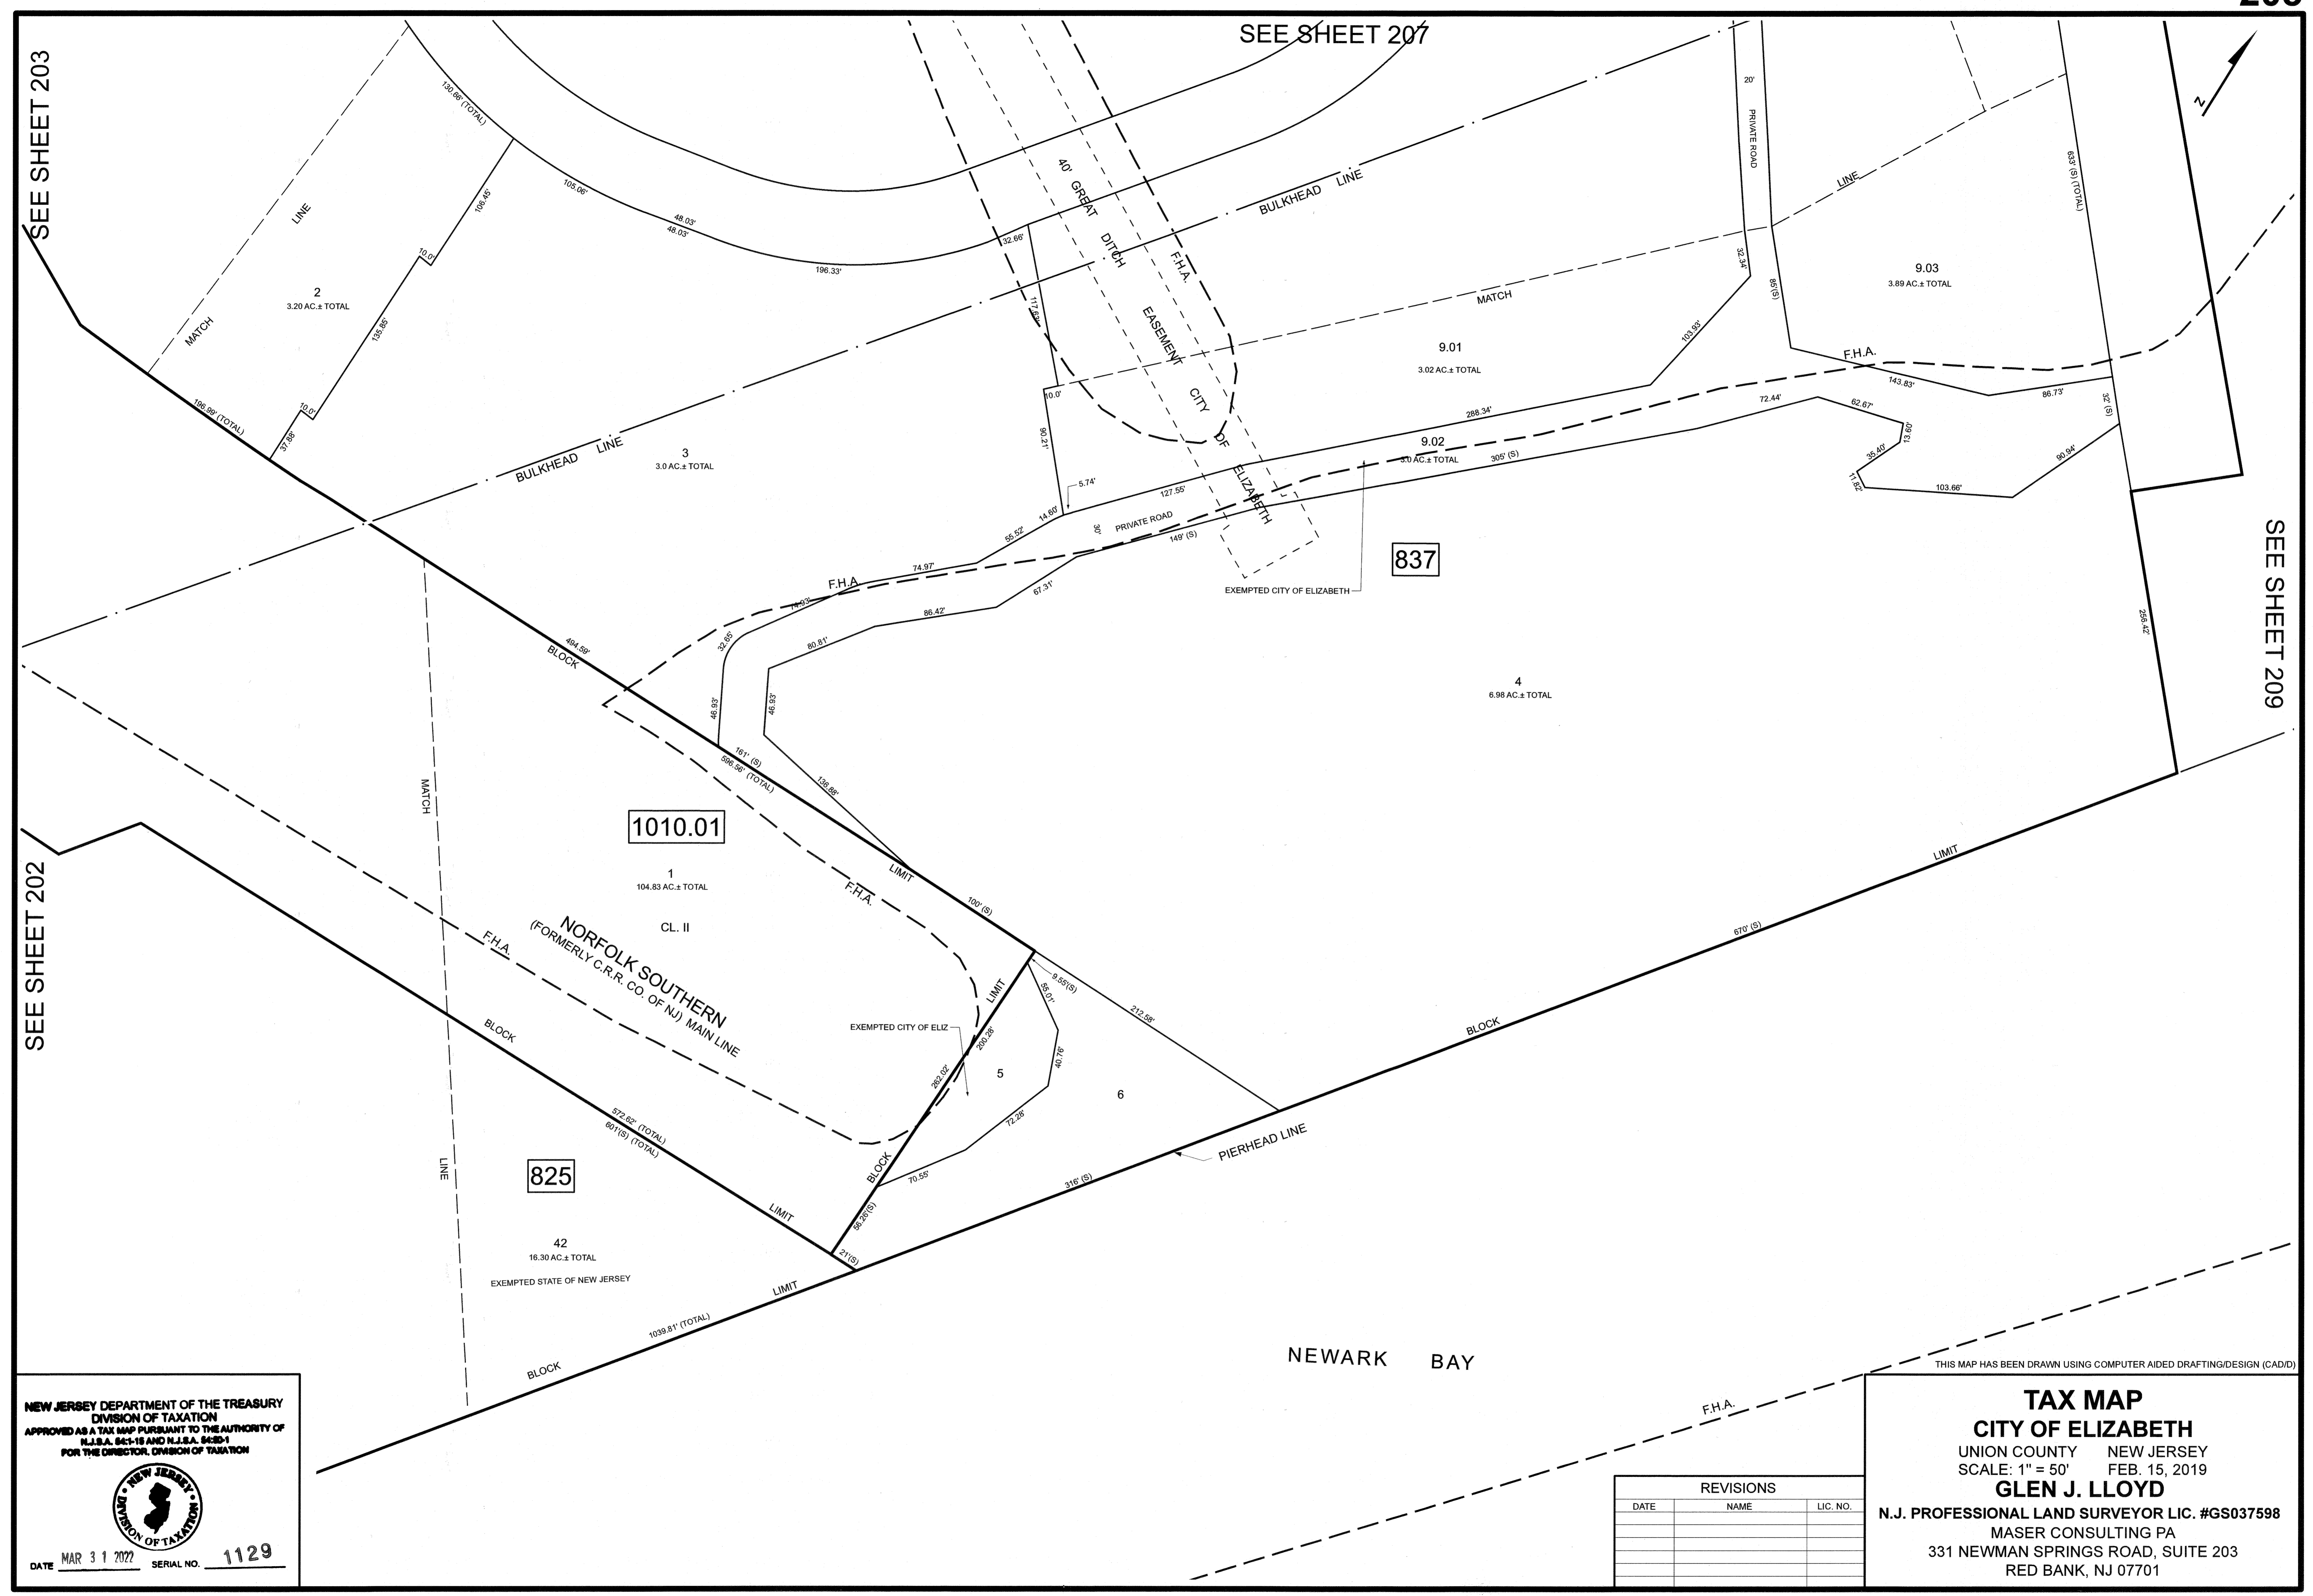 SEE SHEET 207
SEE SHEET 203
130.66' (TOTAL)
105.06'
106.45'
10.0'
135.85'
10.0'
37.88'
LINE
MATCH
2
3.20 AC.± TOTAL
196.99' (TOTAL)
48.03'
48.03'
196.33'
32.66'
117.63'
40' GREAT DITCH EASEMENT CITY OF ELIZABETH
F.H.A.
BULKHEAD LINE
20'
PRIVATE ROAD
32.34'
85'(S)
LINE
633' (S) (TOTAL)
N
9.03
3.89 AC.± TOTAL
MATCH
9.01
3.02 AC.± TOTAL
103.93'
F.H.A.
143.83'
86.73'
32' (S)
10.0'
90.21'
288.34'
72.44'
62.67'
13.60'
35.40'
11.82'
103.66'
90.94'
9.02
3.0 AC.± TOTAL
305' (S)
BULKHEAD LINE
3
3.0 AC.± TOTAL
5.74'
127.55'
14.60'
55.52'
30'
PRIVATE ROAD
149' (S)
74.97'
F.H.A.
74.93'
67.31'
86.42'
80.81'
32.65'
46.93'
46.93'
136.88'
EXEMPTED CITY OF ELIZABETH
837
SEE SHEET 209
256.42'
4
6.98 AC.± TOTAL
494.59'
BLOCK
161' (S)
596.56' (TOTAL)
MATCH
1010.01
1
104.83 AC.± TOTAL
CL. II
LIMIT
F.H.A.
100' (S)
LIMIT
670' (S)
SEE SHEET 202
F.H.A.
NORFOLK SOUTHERN
(FORMERLY C.R.R. CO. OF NJ) MAIN LINE
BLOCK
LIMIT
9.55'(S)
55.01'
212.58'
EXEMPTED CITY OF ELIZ
200.28'
40.76'
262.02'
5
6
72.28'
BLOCK
BLOCK
70.55'
56.26'(S)
316' (S)
PIERHEAD LINE
572.62' (TOTAL)
601'(S) (TOTAL)
LINE
825
LIMIT
21'(S)
42
16.30 AC.± TOTAL
EXEMPTED STATE OF NEW JERSEY
LIMIT
1039.81' (TOTAL)
BLOCK
NEWARK BAY
F.H.A.
THIS MAP HAS BEEN DRAWN USING COMPUTER AIDED DRAFTING/DESIGN (CAD/D)
NEW JERSEY DEPARTMENT OF THE TREASURY
DIVISION OF TAXATION
APPROVED AS A TAX MAP PURSUANT TO THE AUTHORITY OF
N.J.S.A. 54:1-15 AND N.J.S.A. 54:50-1
FOR THE DIRECTOR, DIVISION OF TAXATION
NEW JERSEY
DIVISION OF TAXATION
DATE MAR 31 2022 SERIAL NO. 1129
REVISIONS
DATE NAME LIC. NO.
TAX MAP
CITY OF ELIZABETH
UNION COUNTY NEW JERSEY
SCALE: 1" = 50' FEB. 15, 2019
GLEN J. LLOYD
N.J. PROFESSIONAL LAND SURVEYOR LIC. #GS037598
MASER CONSULTING PA
331 NEWMAN SPRINGS ROAD, SUITE 203
RED BANK, NJ 07701